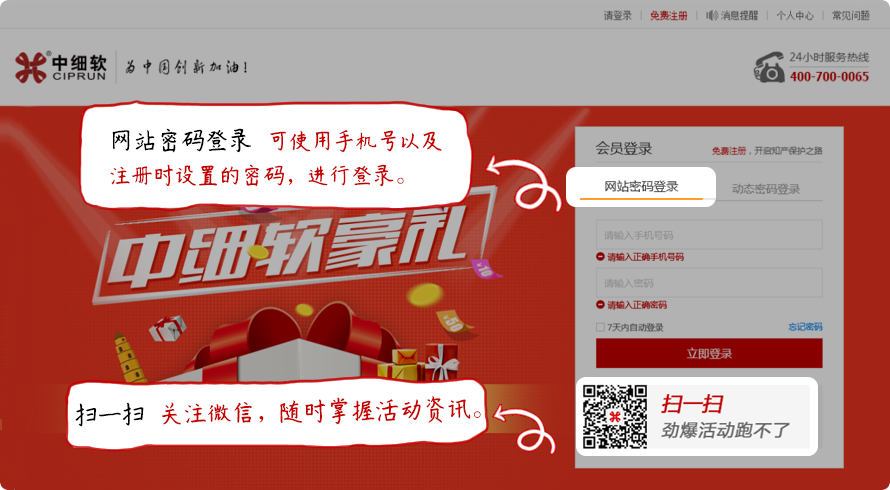 请登录 | 免费注册 | 消息提醒 | 个人中心 | 常见问题
中细软® CIPRUN 为中国创新加油!
24小时服务热线
400-700-0065
网站密码登录 可使用手机号以及
注册时设置的密码，进行登录。
中细软豪礼
¥10
¥50
会员登录 免费注册，开启知产保护之路
网站密码登录 动态密码登录
请输入手机号码
请输入正确手机号码
请输入密码
请输入正确密码
7天内自动登录 忘记密码
立即登录
扫一扫 关注微信，随时掌握活动资讯。
扫一扫
劲爆活动跑不了